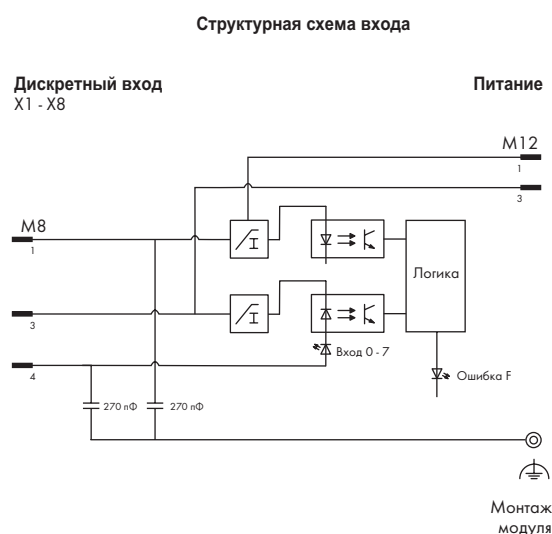 Структурная схема входа
Дискретный вход
X1 - X8
Питание
M12
1
3
M8
1
3
4
I
I
Логика
Вход 0 - 7
Ошибка F
270 пФ
270 пФ
Монтаж
модуля